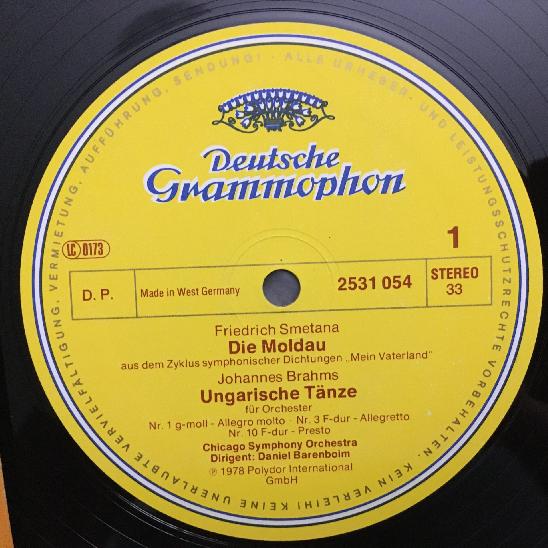 Deutsche
Grammophon
LC 0173
1
D. P.
Made in West Germany
2531 054
STEREO
33
Friedrich Smetana
Die Moldau
aus dem Zyklus symphonischer Dichtungen „Mein Vaterland"
Johannes Brahms
Ungarische Tänze
für Orchester
Nr. 1 g-moll - Allegro molto · Nr. 3 F-dur - Allegretto
Nr. 10 F-dur - Presto
Chicago Symphony Orchestra
Dirigent: Daniel Barenboim
℗ 1978 Polydor International
GmbH
ALLE URHEBER- UND LEISTUNGSSCHUTZRECHTE VORBEHALTEN. KEIN VERLEIH! KEINE UNERLAUBTE VERVIELFÄLTIGUNG, VERMIETUNG, AUFFÜHRUNG, SENDUNG! ·